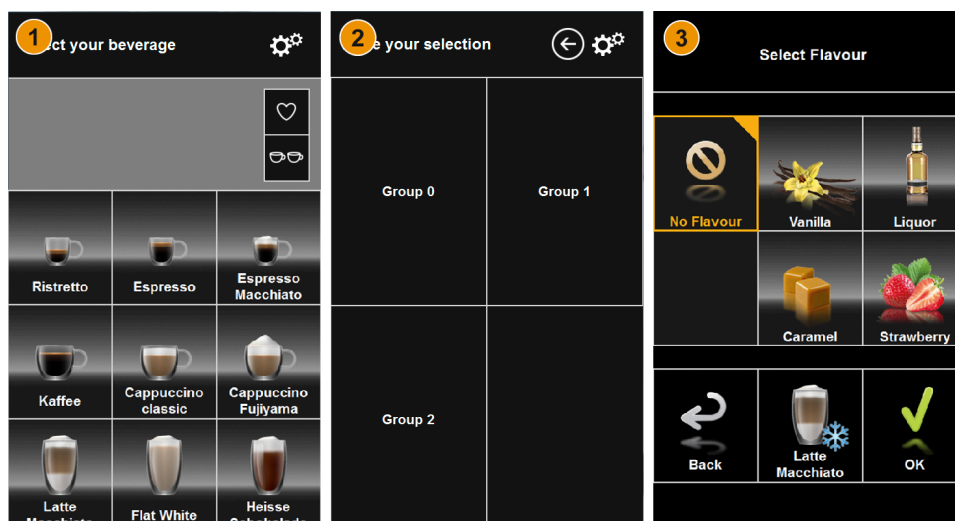 1
ect your beverage
Ristretto
Espresso
Espresso
Macchiato
Kaffee
Cappuccino
classic
Cappuccino
Fujiyama
Latte
Flat White
Heisse
2
your selection
Group 0
Group 1
Group 2
3
Select Flavour
No Flavour
Vanilla
Liquor
Caramel
Strawberry
Back
Latte
Macchiato
OK